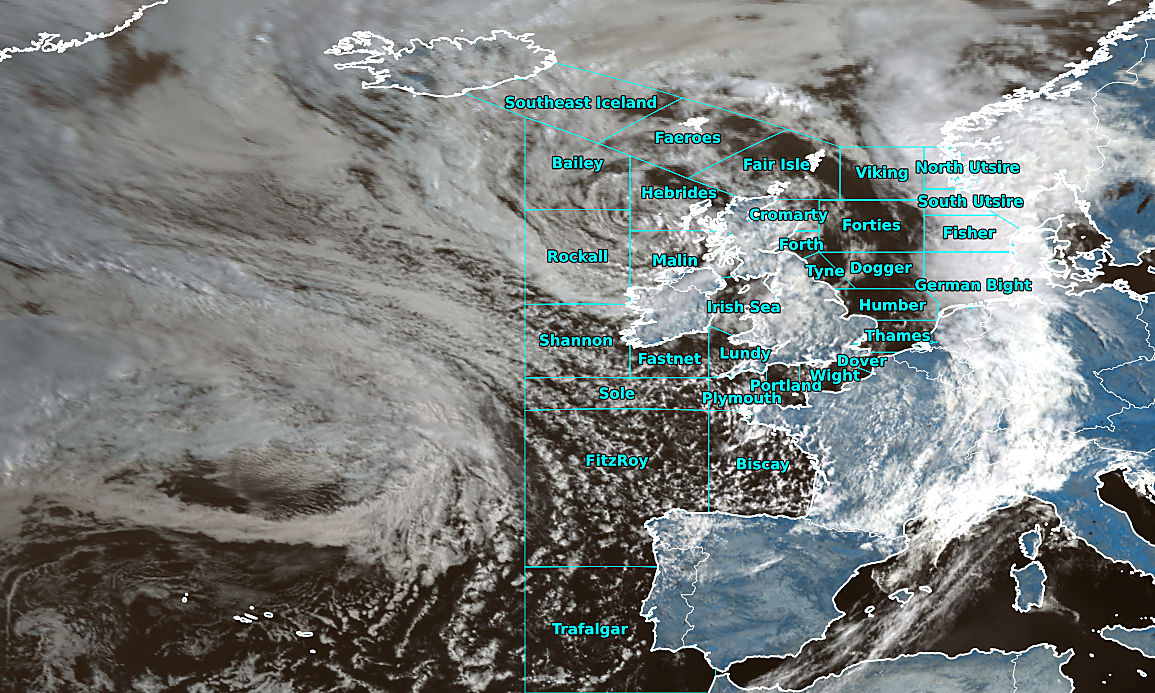 Southeast Iceland
Faeroes
Bailey
Fair Isle
Viking
North Utsire
Hebrides
South Utsire
Cromarty
Forties
Fisher
Forth
Rockall
Malin
Tyne
Dogger
German Bight
Irish Sea
Humber
Shannon
Thames
Fastnet
Lundy
Dover
Wight
Portland
Sole
Plymouth
FitzRoy
Biscay
Trafalgar